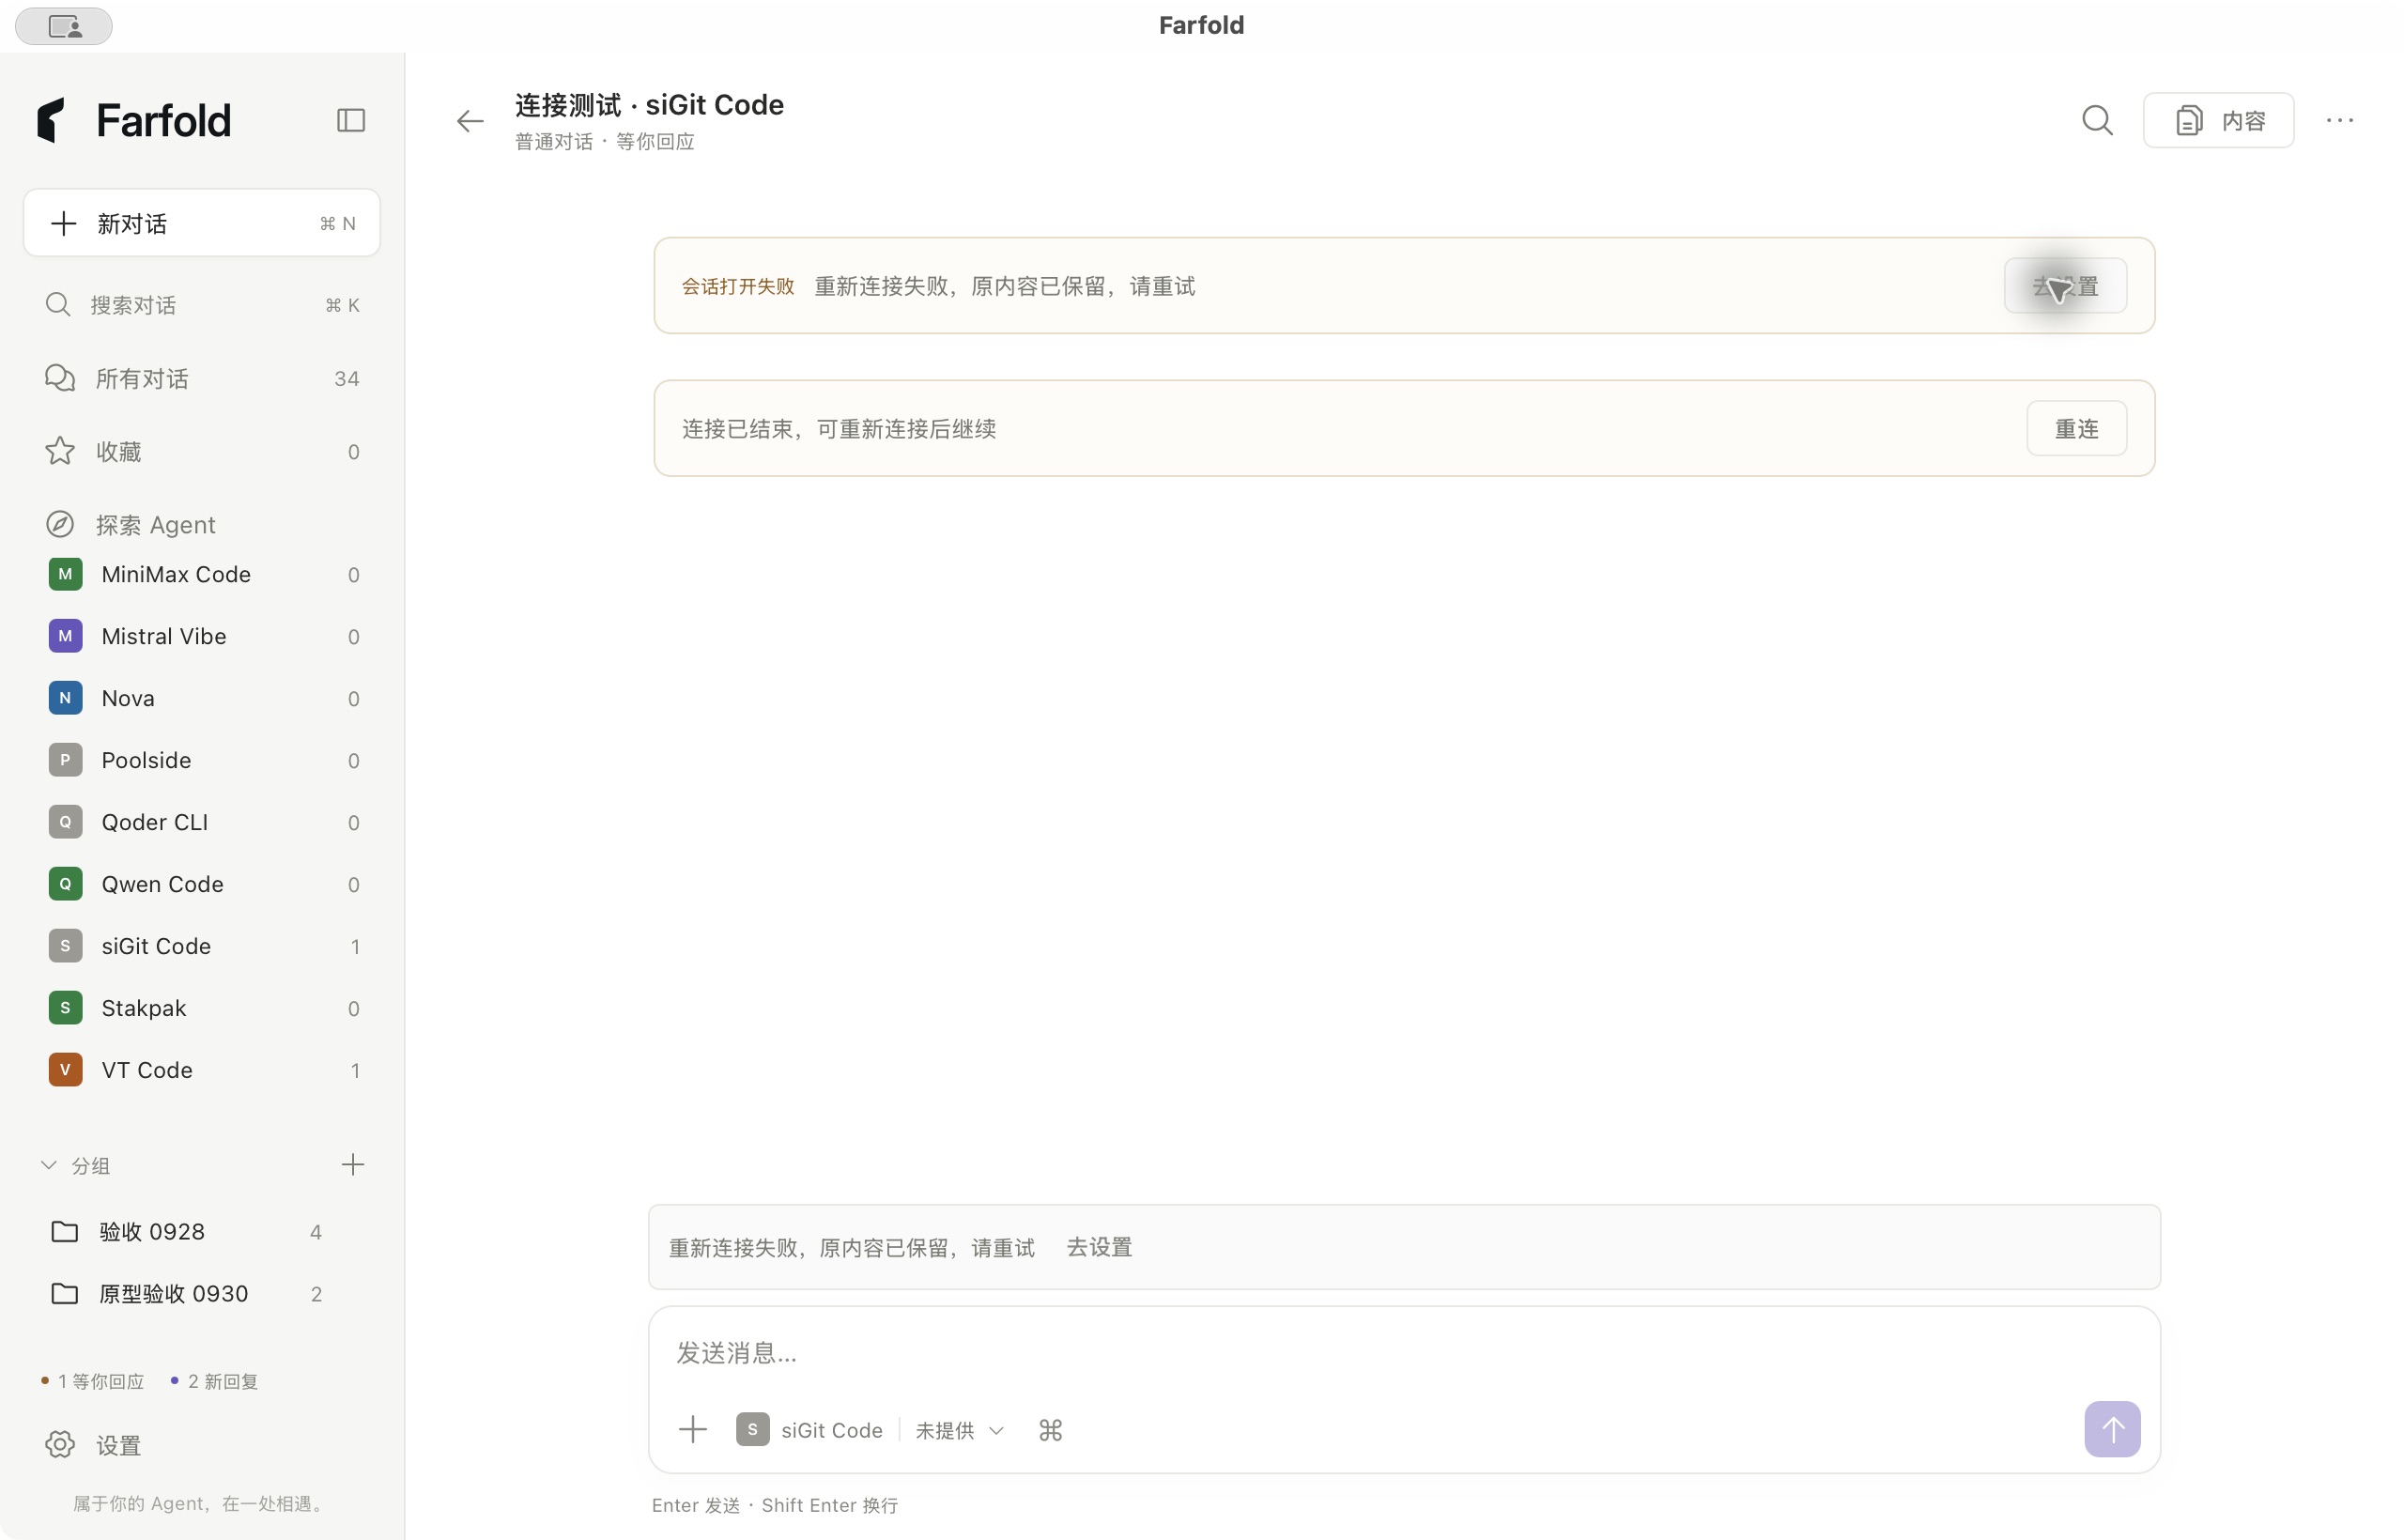 Farfold
Farfold
新对话 ⌘ N
搜索对话 ⌘ K
所有对话 34
收藏 0
探索 Agent
M MiniMax Code 0
M Mistral Vibe 0
N Nova 0
P Poolside 0
Q Qoder CLI 0
Q Qwen Code 0
S siGit Code 1
S Stakpak 0
V VT Code 1
分组
验收 0928 4
原型验收 0930 2
1 等你回应 2 新回复
设置
属于你的 Agent，在一处相遇。
连接测试 · siGit Code
普通对话 · 等你回应
内容
会话打开失败 重新连接失败，原内容已保留，请重试 去设置
连接已结束，可重新连接后继续 重连
重新连接失败，原内容已保留，请重试 去设置
发送消息...
S siGit Code 未提供 ⌘
Enter 发送 · Shift Enter 换行